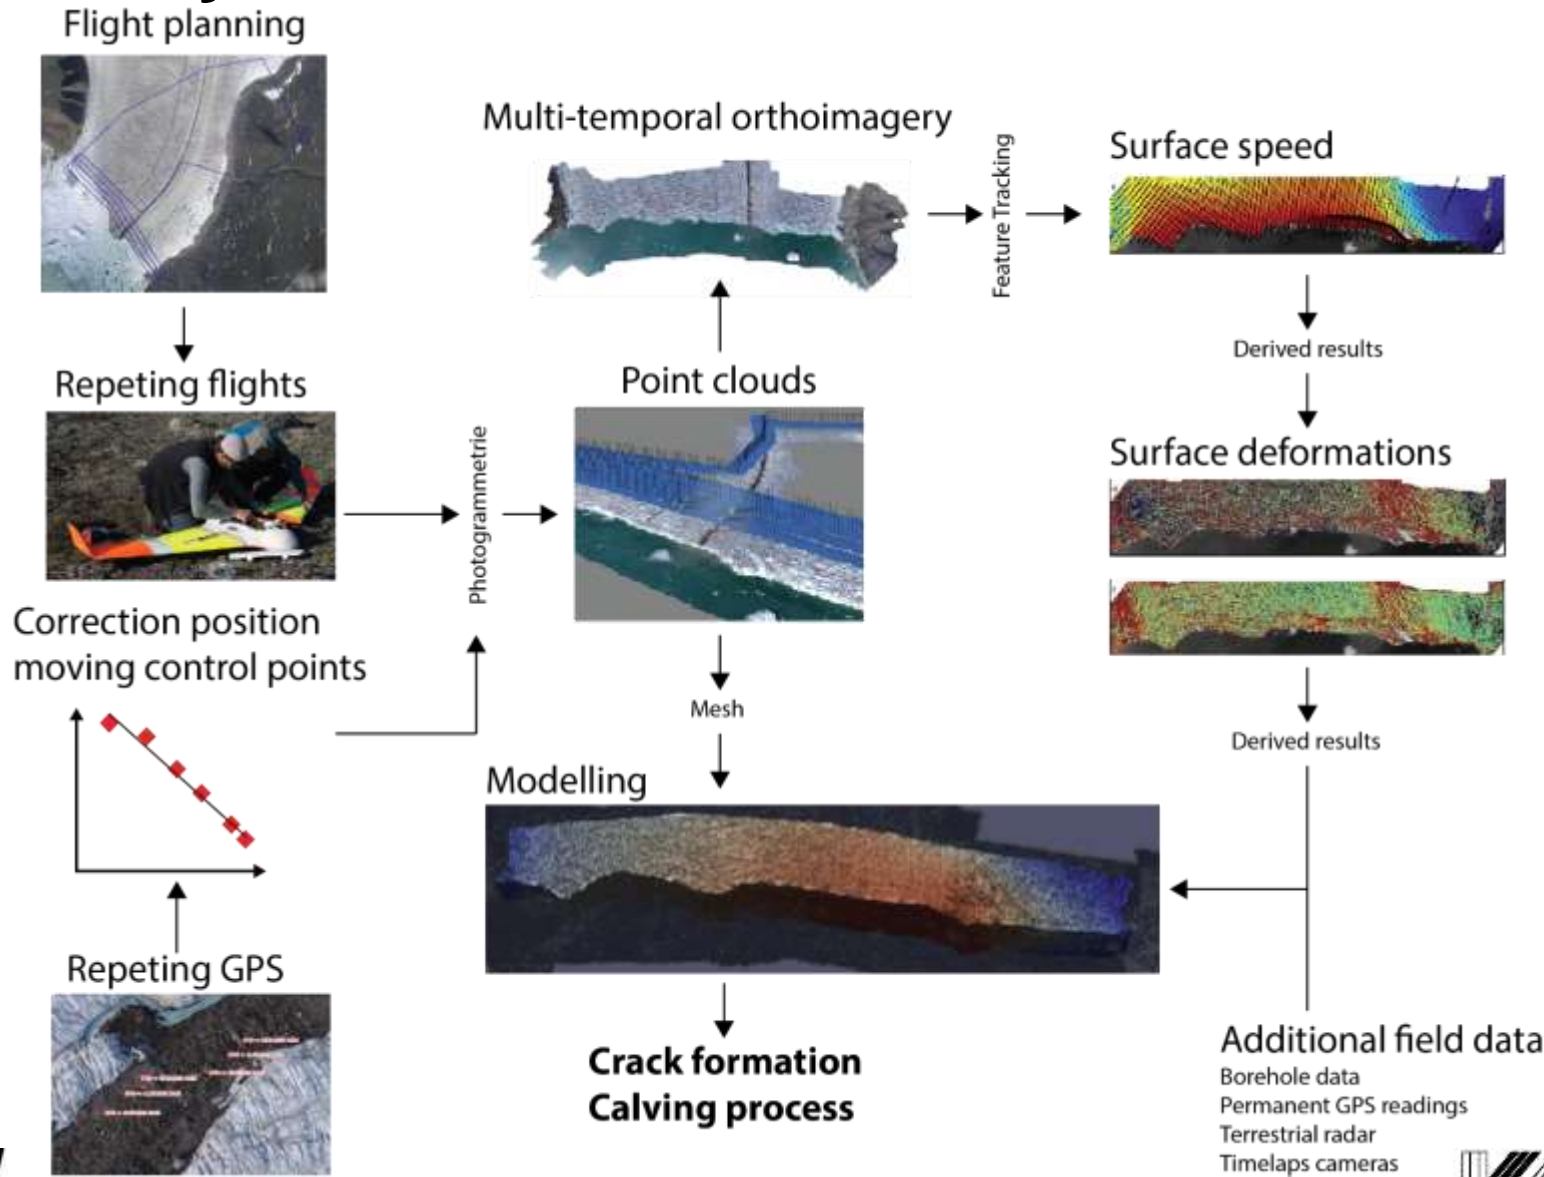 Flight planning
Multi-temporal orthoimagery
Feature Tracking
Surface speed
Derived results
Repeting flights
Photogrammetrie
Point clouds
Surface deformations
Correction position
moving control points
Mesh
Derived results
Modelling
Repeting GPS
Crack formation
Calving process
Additional field data
Borehole data
Permanent GPS readings
Terrestrial radar
Timelaps cameras